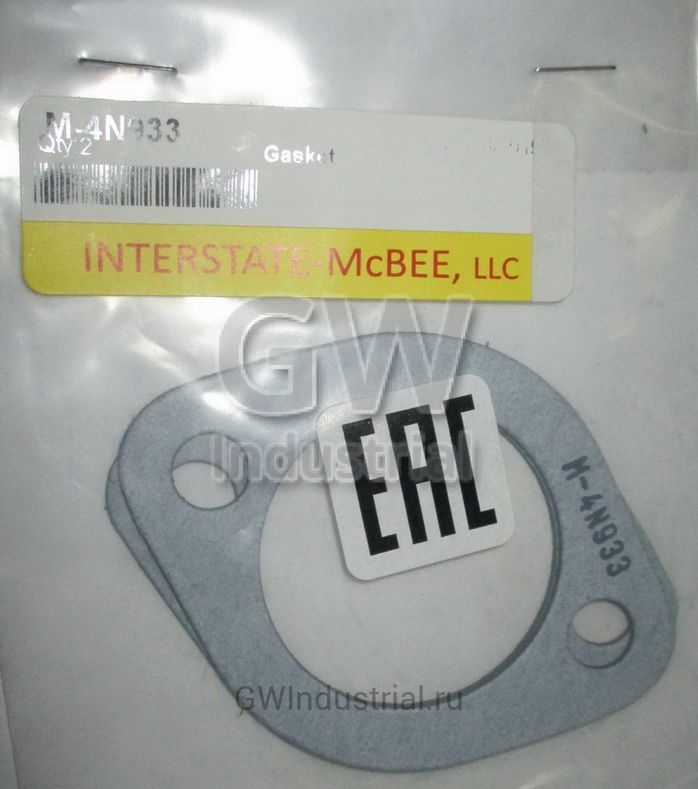 M-4N933
Qty:2
Gasket
INTERSTATE-McBEE, LLC
GW
Industrial
EAC
M-4N933
GWIndustrial.ru